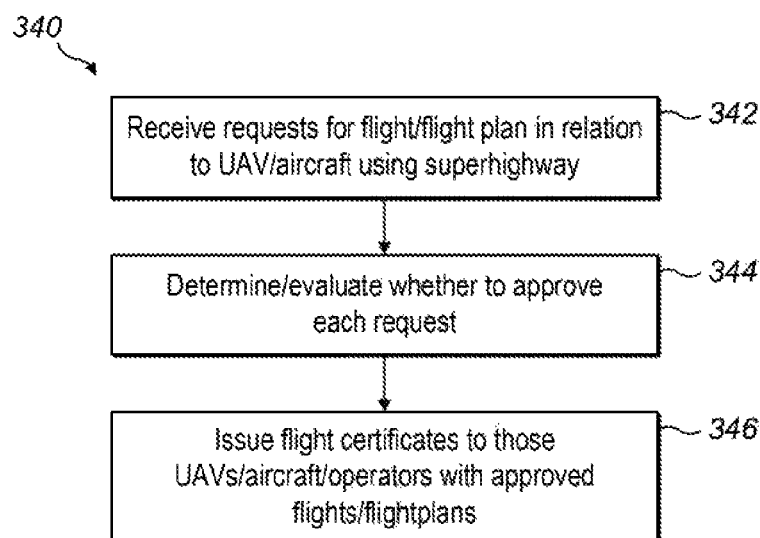 340
Receive requests for flight/flight plan in relation
to UAV/aircraft using superhighway
342
Determine/evaluate whether to approve
each request
344
Issue flight certificates to those
UAVs/aircraft/operators with approved
flights/flightplans
346